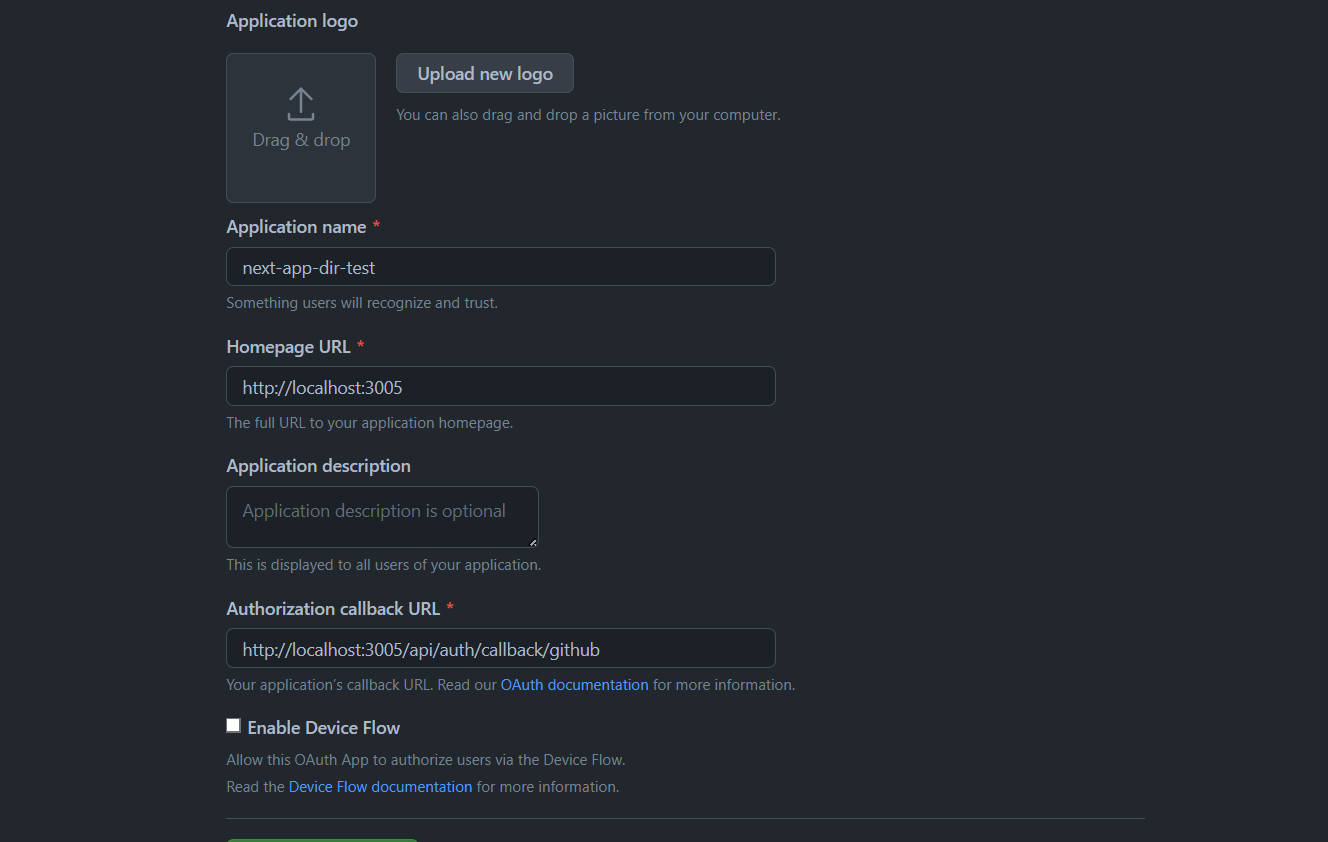 Application logo
Upload new logo
You can also drag and drop a picture from your computer.
Drag & drop
Application name *
next-app-dir-test
Something users will recognize and trust.
Homepage URL *
http://localhost:3005
The full URL to your application homepage.
Application description
Application description is optional
This is displayed to all users of your application.
Authorization callback URL *
http://localhost:3005/api/auth/callback/github
Your application’s callback URL. Read our OAuth documentation for more information.
Enable Device Flow
Allow this OAuth App to authorize users via the Device Flow.
Read the Device Flow documentation for more information.